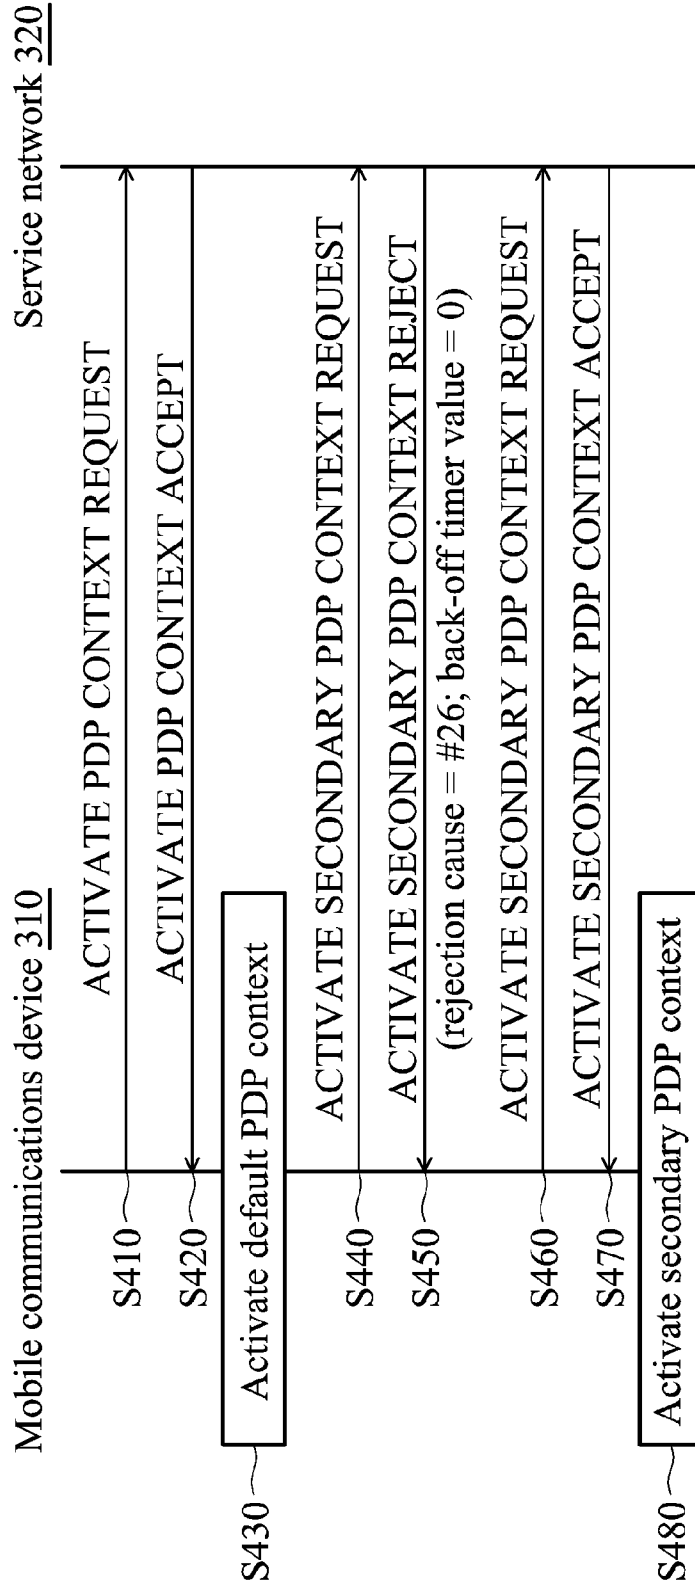 Mobile communications device 310
Service network 320
ACTIVATE PDP CONTEXT REQUEST
S410
ACTIVATE PDP CONTEXT ACCEPT
S420
S430
Activate default PDP context
ACTIVATE SECONDARY PDP CONTEXT REQUEST
S440
ACTIVATE SECONDARY PDP CONTEXT REJECT
S450
(rejection cause = #26; back-off timer value = 0)
ACTIVATE SECONDARY PDP CONTEXT REQUEST
S460
ACTIVATE SECONDARY PDP CONTEXT ACCEPT
S470
S480
Activate secondary PDP context